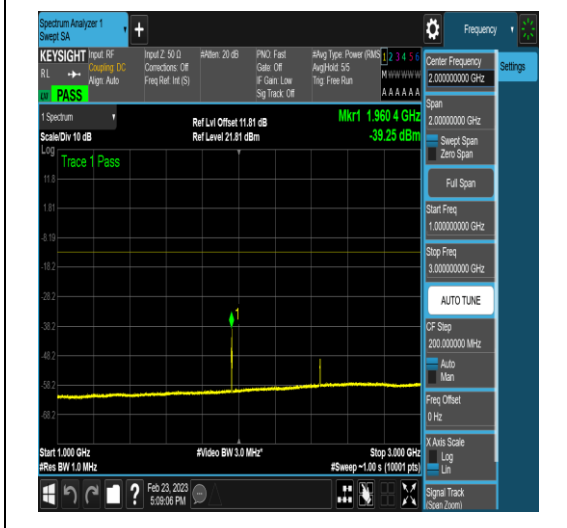 Spectrum Analyzer 1
Swept SA
+
Frequency
KEYSIGHT
RL
PASS
Input: RF
Coupling: DC
Align: Auto
Input Z: 50 Ω
Corrections: Off
Freq Ref: Int (S)
#Atten: 20 dB
PNO: Fast
Gate: Off
IF Gain: Low
Sig Track: Off
#Avg Type: Power (RMS
Avg|Hold: 5/5
Trig: Free Run
1 2 3 4 5 6
M W W W W W
A A A A A A
Center Frequency
2.000000000 GHz
Settings
Span
2.00000000 GHz
Swept Span
Zero Span
Full Span
Start Freq
1.000000000 GHz
Stop Freq
3.000000000 GHz
AUTO TUNE
CF Step
200.000000 MHz
Auto
Man
Freq Offset
0 Hz
X Axis Scale
Log
Lin
Signal Track
(Span Zoom)
1 Spectrum
Scale/Div 10 dB
Ref Lvl Offset 11.81 dB
Ref Level 21.81 dBm
Mkr1 1.960 4 GHz
-39.25 dBm
Log
Trace 1 Pass
11.8
1.81
-8.19
-18.2
-28.2
-38.2
-48.2
-58.2
-68.2
1
Start 1.000 GHz
#Res BW 1.0 MHz
#Video BW 3.0 MHz*
Stop 3.000 GHz
#Sweep ~1.00 s (10001 pts)
?
Feb 23, 2023
5:09:06 PM